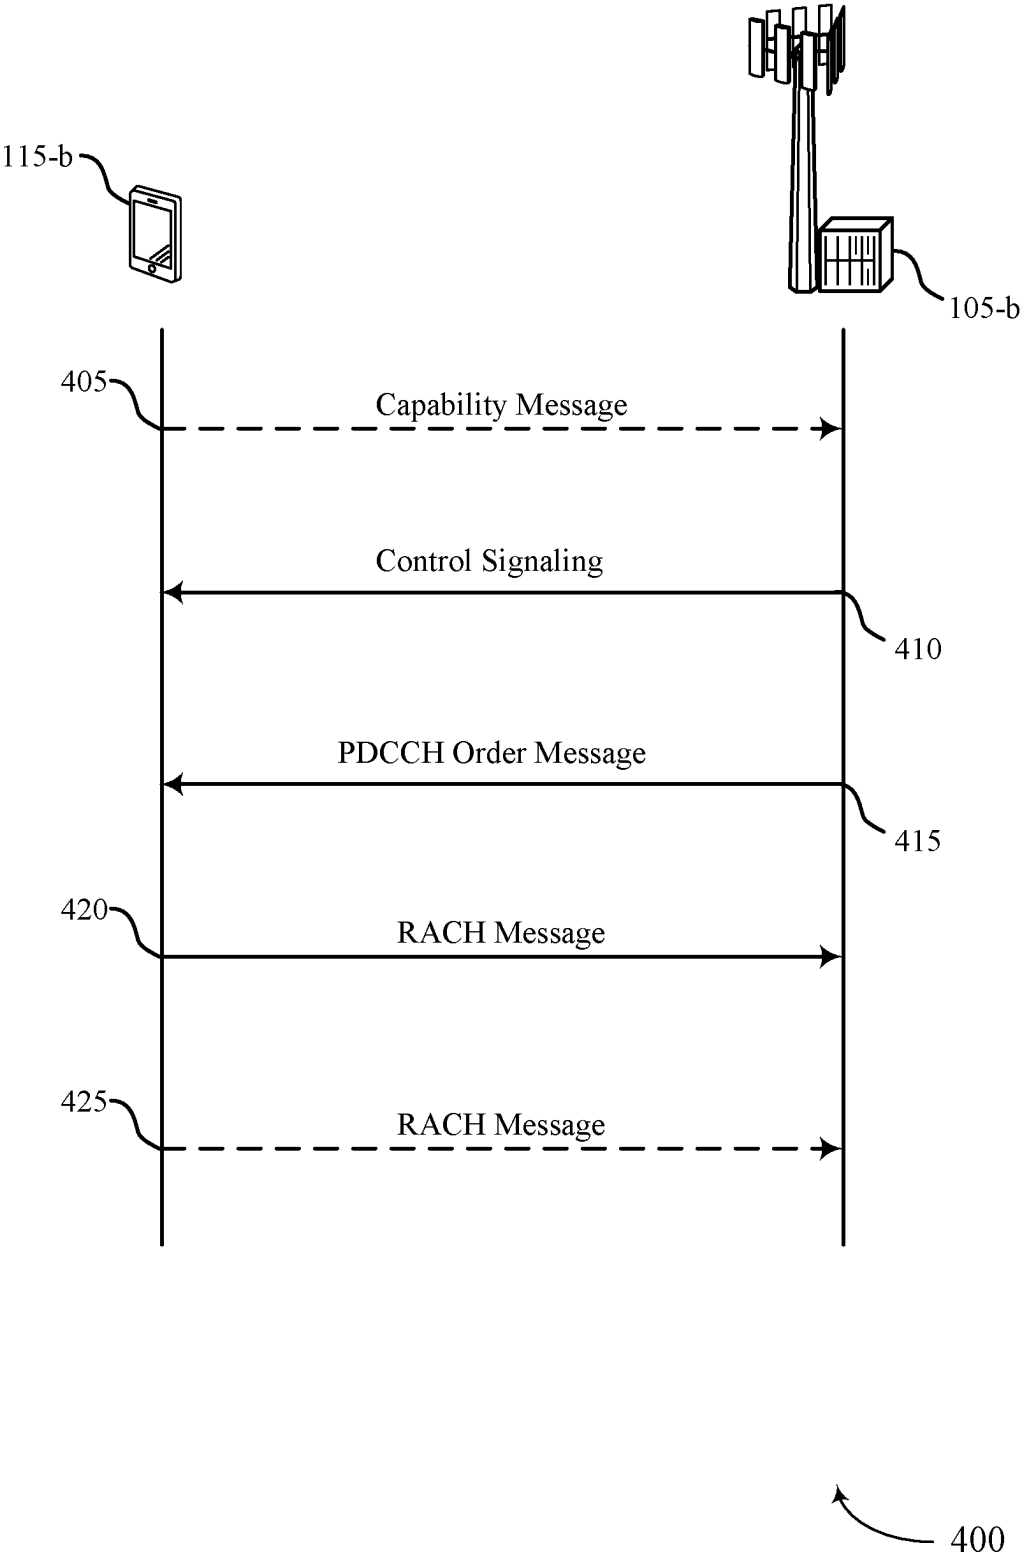 115-b
105-b
405
Capability Message
Control Signaling
410
PDCCH Order Message
415
420
RACH Message
425
RACH Message
400